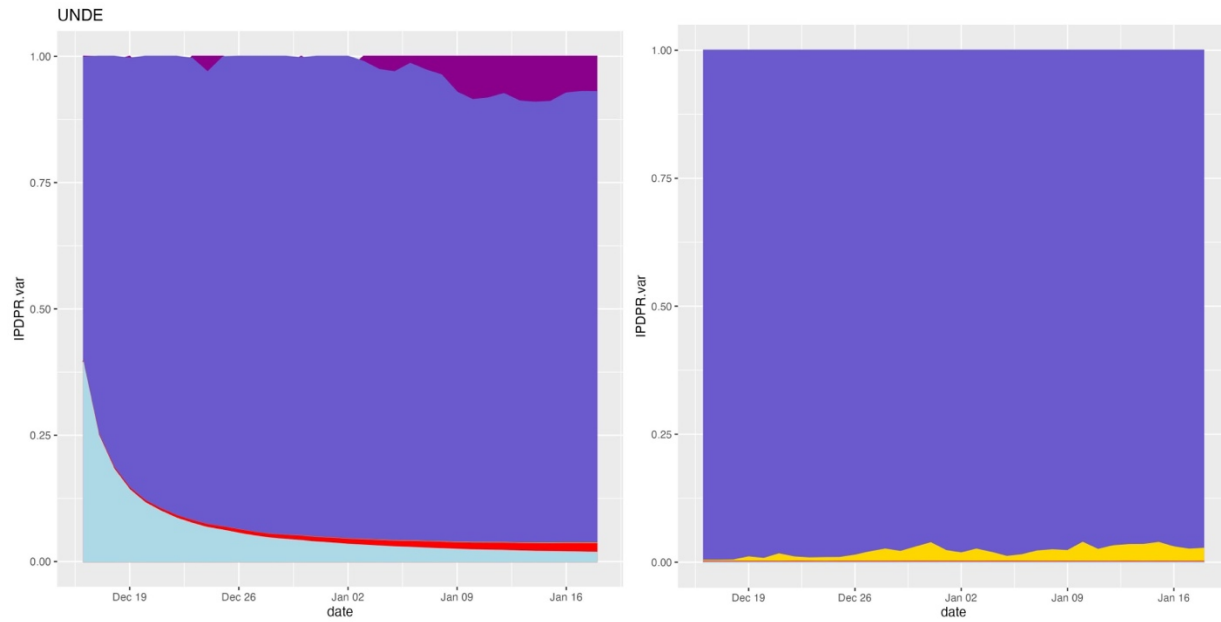 UNDE
IPDPR.var
1.00
0.75
0.50
0.25
0.00
Dec 19
Dec 26
Jan 02
Jan 09
Jan 16
date
IPDPR.var
1.00
0.75
0.50
0.25
0.00
Dec 19
Dec 26
Jan 02
Jan 09
Jan 16
date